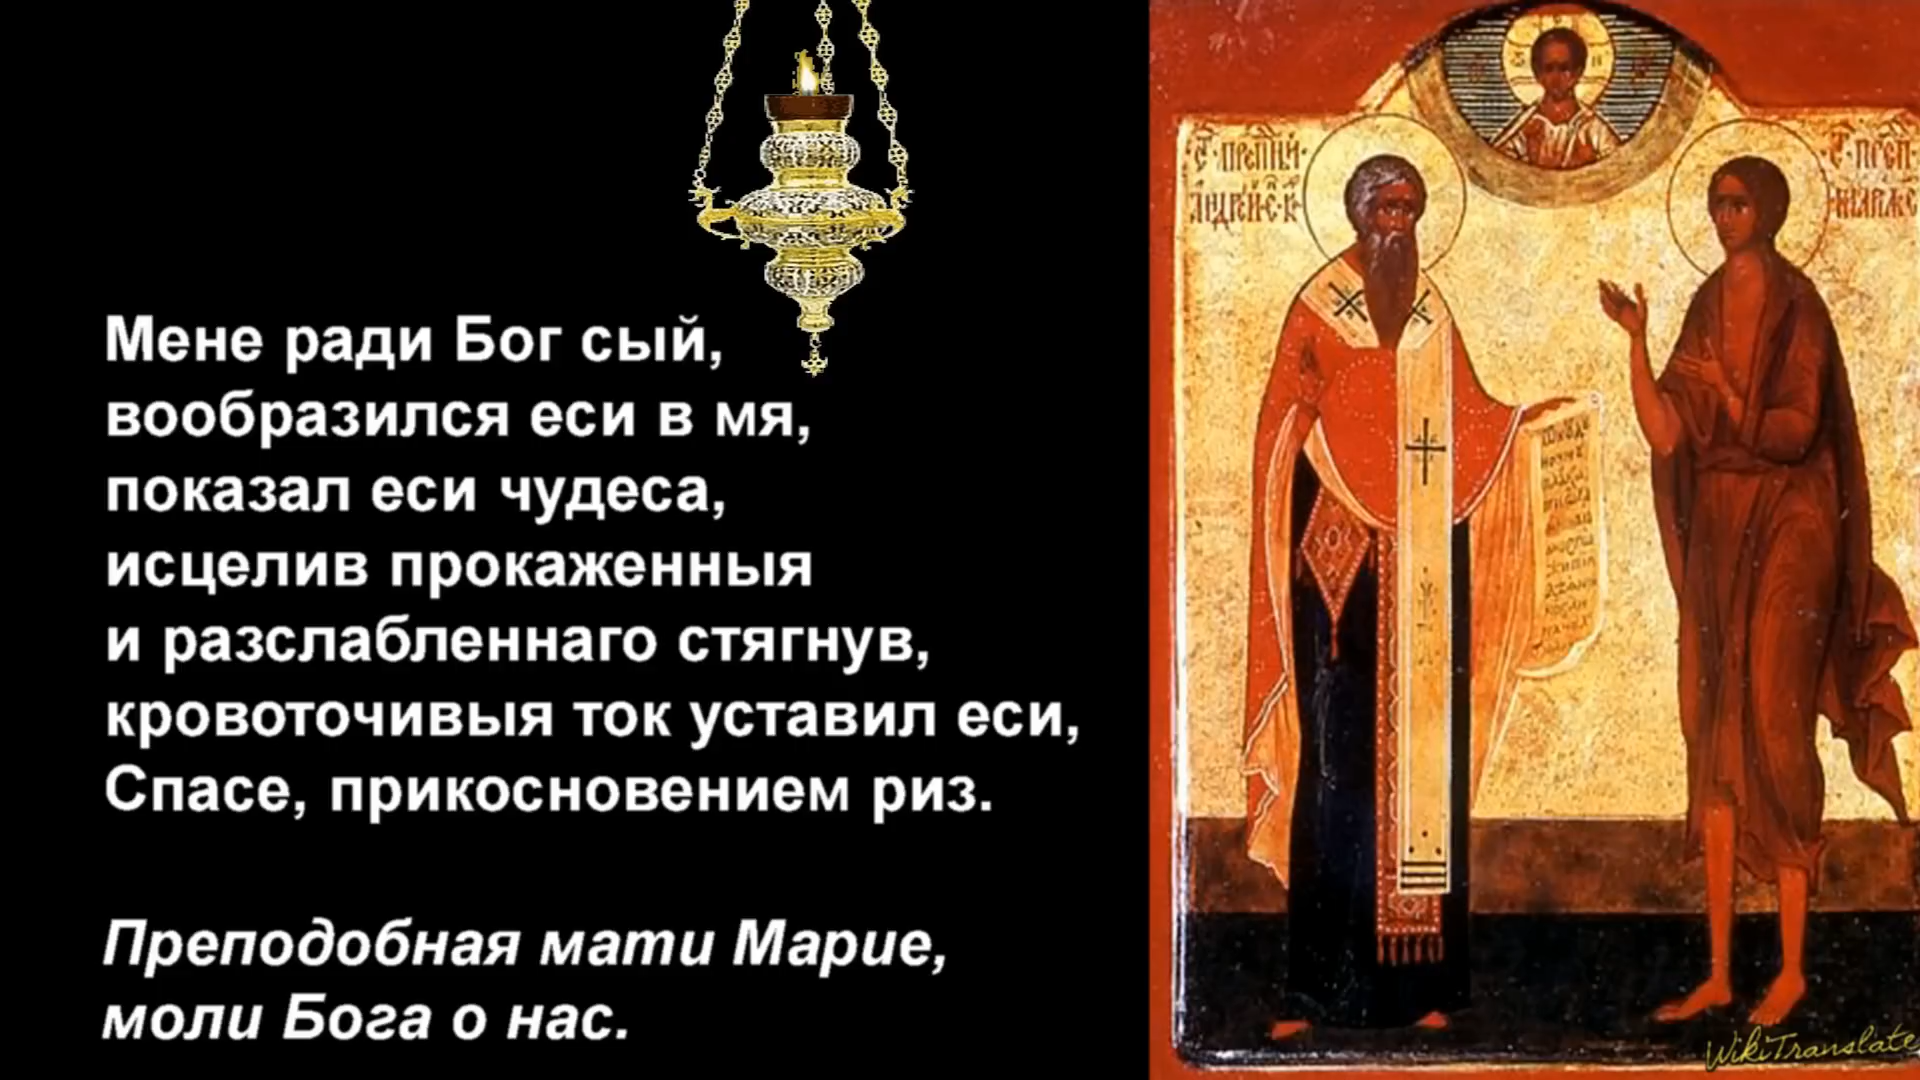 Мене ради Бог сый,
вообразился еси в мя,
показал еси чудеса,
исцелив прокаженныя
и разслабленнаго стягнув,
кровоточивыя ток уставил еси,
Спасе, прикосновением риз.
Преподобная мати Марие,
моли Бога о нас.
WikiTranslate